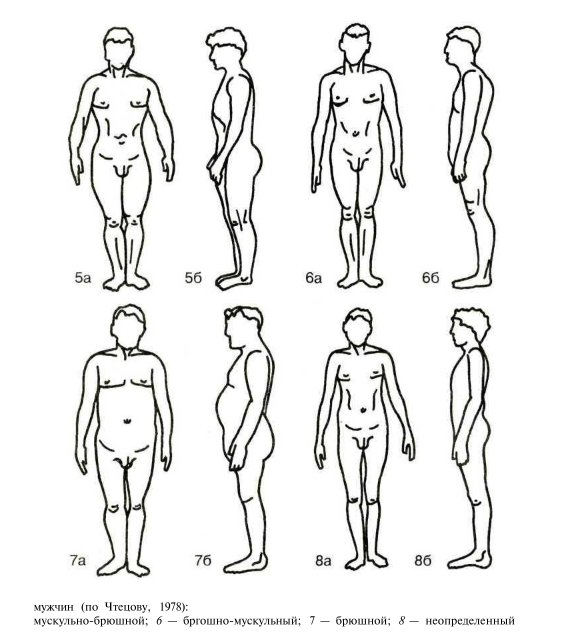 5а 5б 6а 6б
7а 7б 8а 8б
мужчин (по Чтецову, 1978):
мускульно-брюшной; 6 — бргошно-мускульный; 7 — брюшной; 8 — неопределенный